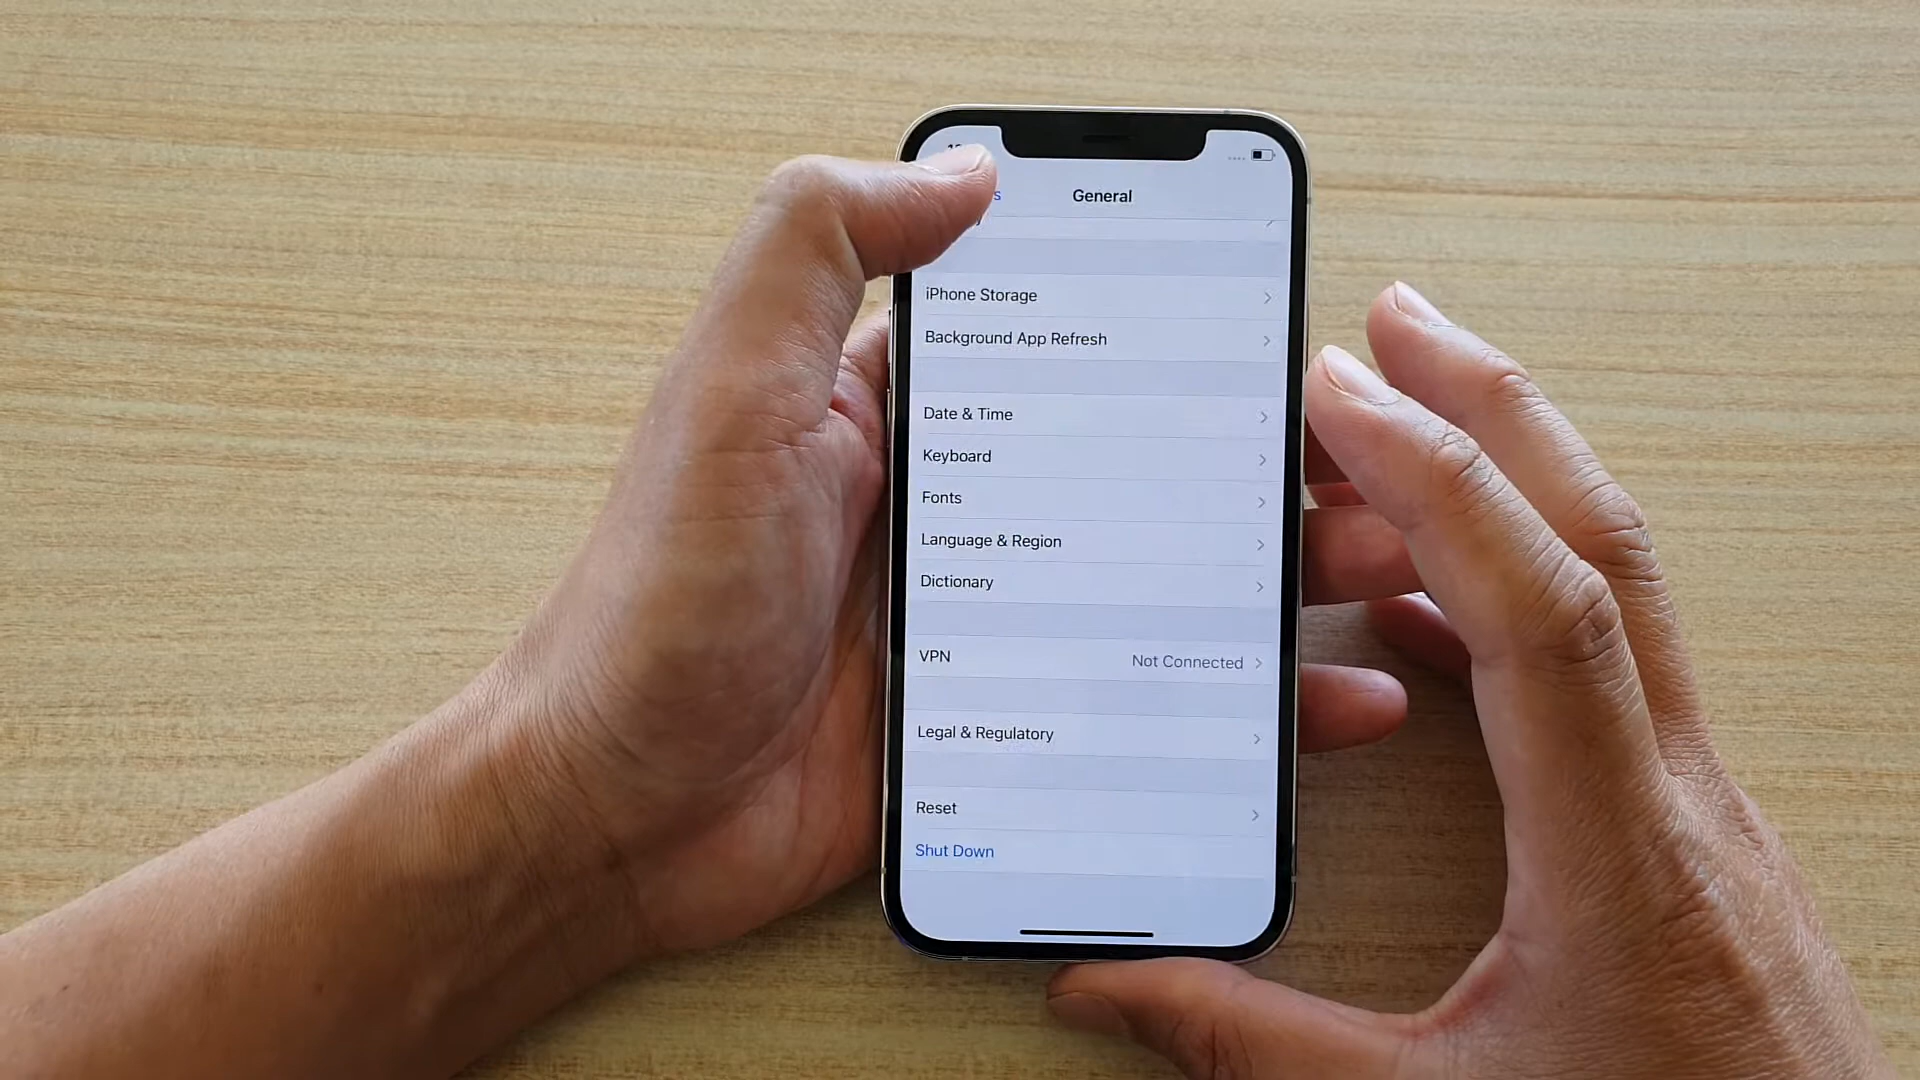 General
iPhone Storage
Background App Refresh
Date & Time
Keyboard
Fonts
Language & Region
Dictionary
VPN Not Connected
Legal & Regulatory
Reset
Shut Down